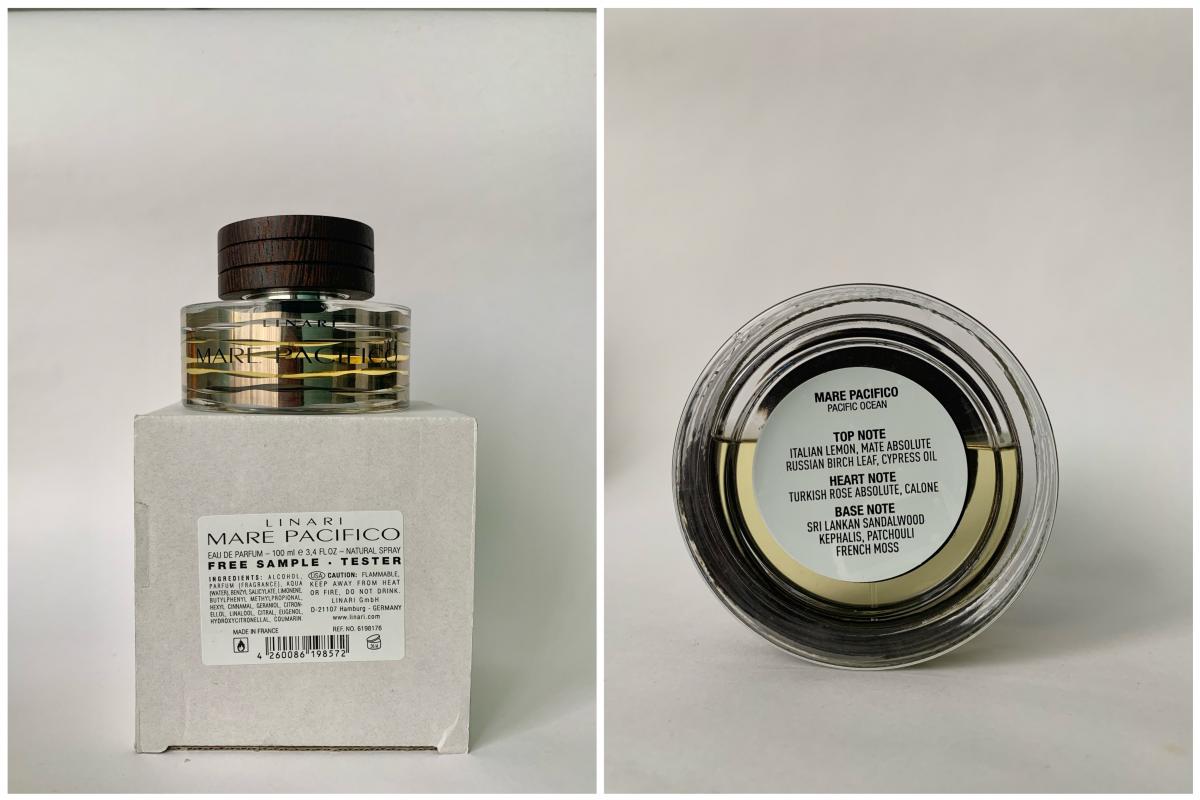 LINARI
MARE PACIFICO
LINARI
MARE PACIFICO
EAU DE PARFUM – 100 ml e 3,4 FL.OZ – NATURAL SPRAY
FREE SAMPLE · TESTER
INGREDIENTS: ALCOHOL,
PARFUM (FRAGRANCE), AQUA
(WATER), BENZYL SALICYLATE, LIMONENE,
BUTYLPHENYL METHYLPROPIONAL,
HEXYL CINNAMAL, GERANIOL, CITRON-
ELLOL, LINALOOL, CITRAL, EUGENOL,
HYDROXYCITRONELLAL, COUMARIN.
USA CAUTION: FLAMMABLE,
KEEP AWAY FROM HEAT
OR FIRE, DO NOT DRINK.
LINARI GmbH
D-21107 Hamburg - GERMANY
www.linari.com
MADE IN FRANCE
REF. NO. 6198176
4 260086 198572
MARE PACIFICO
PACIFIC OCEAN
TOP NOTE
ITALIAN LEMON, MATE ABSOLUTE
RUSSIAN BIRCH LEAF, CYPRESS OIL
HEART NOTE
TURKISH ROSE ABSOLUTE, CALONE
BASE NOTE
SRI LANKAN SANDALWOOD
KEPHALIS, PATCHOULI
FRENCH MOSS